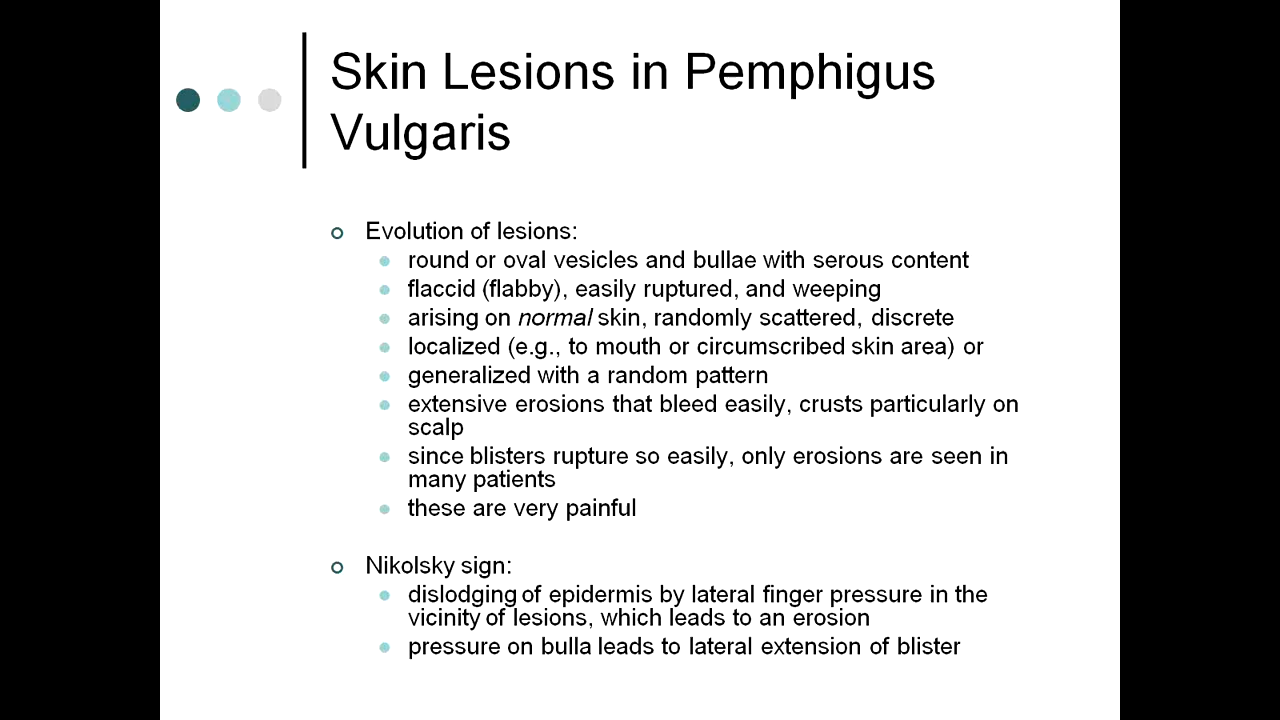 Skin Lesions in Pemphigus
Vulgaris
Evolution of lesions:
round or oval vesicles and bullae with serous content
flaccid (flabby), easily ruptured, and weeping
arising on normal skin, randomly scattered, discrete
localized (e.g., to mouth or circumscribed skin area) or
generalized with a random pattern
extensive erosions that bleed easily, crusts particularly on
scalp
since blisters rupture so easily, only erosions are seen in
many patients
these are very painful
Nikolsky sign:
dislodging of epidermis by lateral finger pressure in the
vicinity of lesions, which leads to an erosion
pressure on bulla leads to lateral extension of blister